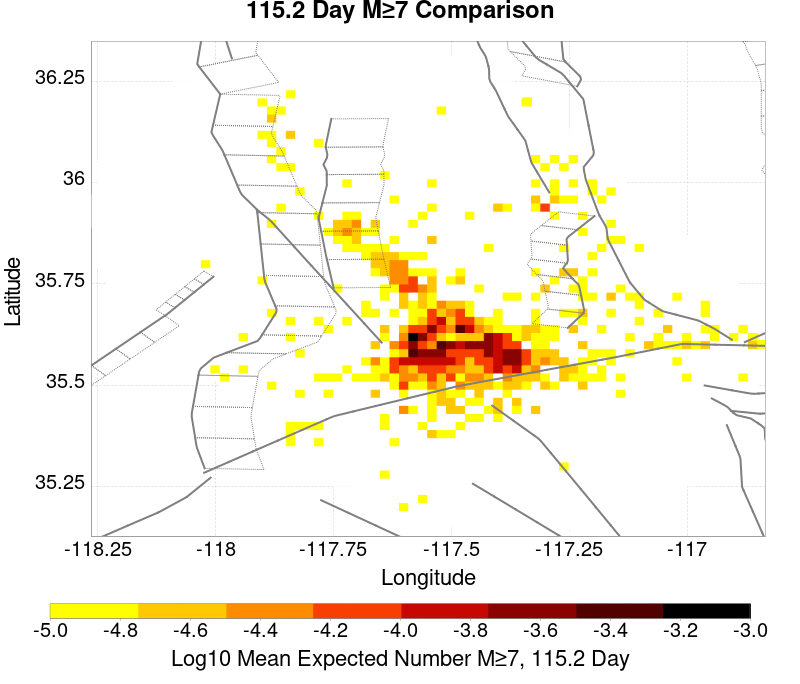 115.2 Day M≥7 Comparison
36.25
36
35.75
35.5
35.25
Latitude
-118.25 -118 -117.75 -117.5 -117.25 -117
Longitude
-5.0 -4.8 -4.6 -4.4 -4.2 -4.0 -3.8 -3.6 -3.4 -3.2 -3.0
Log10 Mean Expected Number M≥7, 115.2 Day